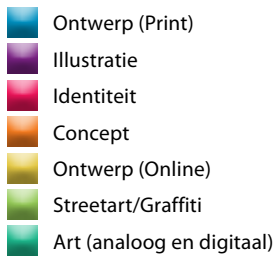 Ontwerp (Print)
Illustratie
Identiteit
Concept
Ontwerp (Online)
Streetart/Graffiti
Art (analoog en digitaal)